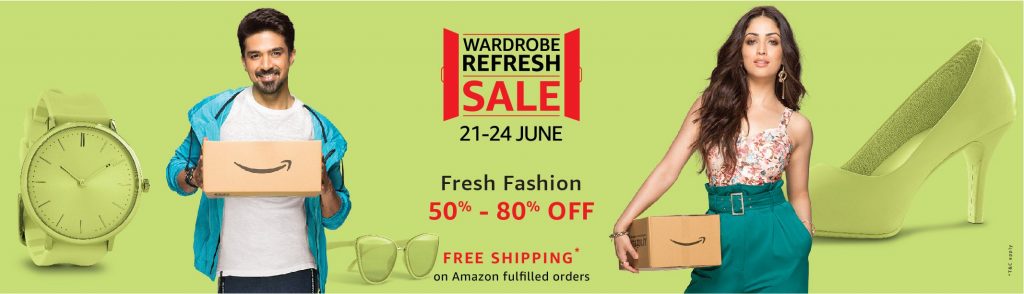 WARDROBE
REFRESH
SALE
21-24 JUNE
Fresh Fashion
50% - 80% OFF
FREE SHIPPING*
on Amazon fulfilled orders
*T&C apply